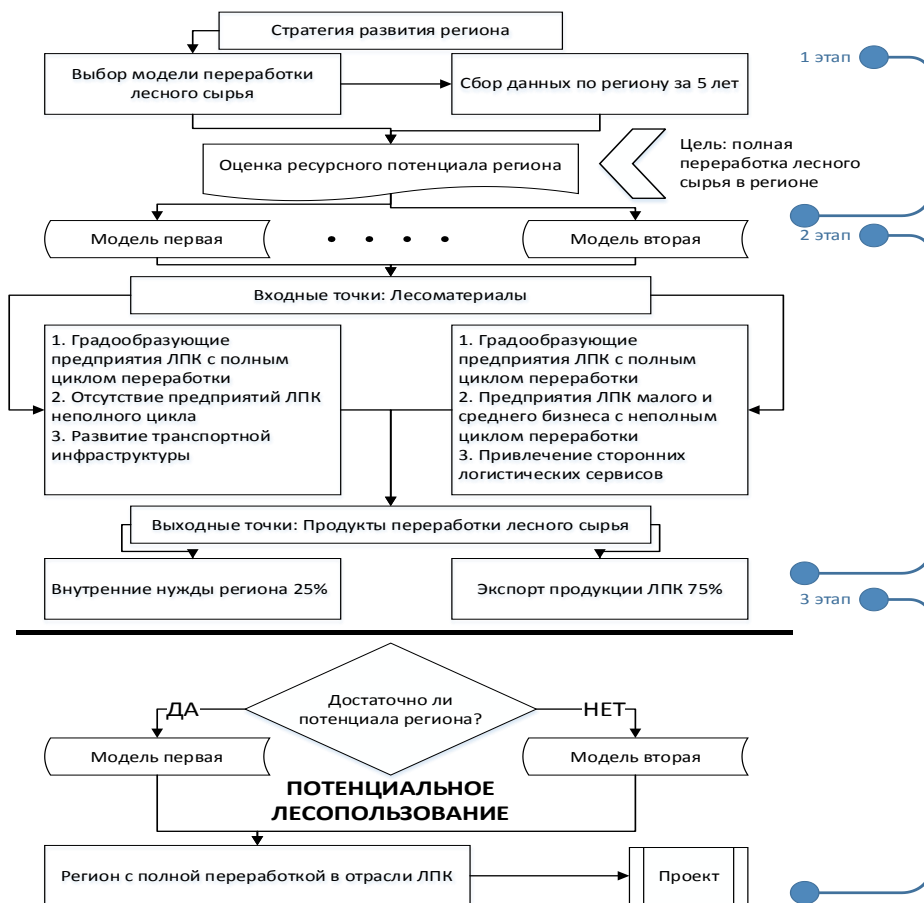 Стратегия развития региона
1 этап
Выбор модели переработки
лесного сырья
Сбор данных по региону за 5 лет
Оценка ресурсного потенциала региона
Цель: полная
переработка лесного
сырья в регионе
Модель первая
Модель вторая
2 этап
Входные точки: Лесоматериалы
1. Градообразующие
предприятия ЛПК с полным
циклом переработки
2. Отсутствие предприятий ЛПК
неполного цикла
3. Развитие транспортной
инфраструктуры
1. Градообразующие
предприятия ЛПК с полным
циклом переработки
2. Предприятия ЛПК малого и
среднего бизнеса с неполным
циклом переработки
3. Привлечение сторонних
логистических сервисов
Выходные точки: Продукты переработки лесного сырья
Внутренние нужды региона 25%
Экспорт продукции ЛПК 75%
3 этап
Достаточно ли
потенциала региона?
ДА
НЕТ
Модель первая
Модель вторая
ПОТЕНЦИАЛЬНОЕ
ЛЕСОПОЛЬЗОВАНИЕ
Регион с полной переработкой в отрасли ЛПК
Проект